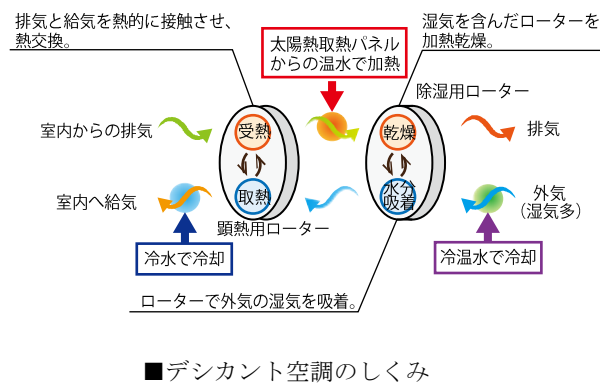 排気と給気を熱的に接触させ、
熱交換。
太陽熱取熱パネル
からの温水で加熱
湿気を含んだローターを
加熱乾燥。
除湿用ローター
室内からの排気
受熱
乾燥
排気
室内へ給気
取熱
水分
吸着
外気
（湿気多）
顕熱用ローター
冷水で冷却
冷温水で冷却
ローターで外気の湿気を吸着。
■デシカント空調のしくみ